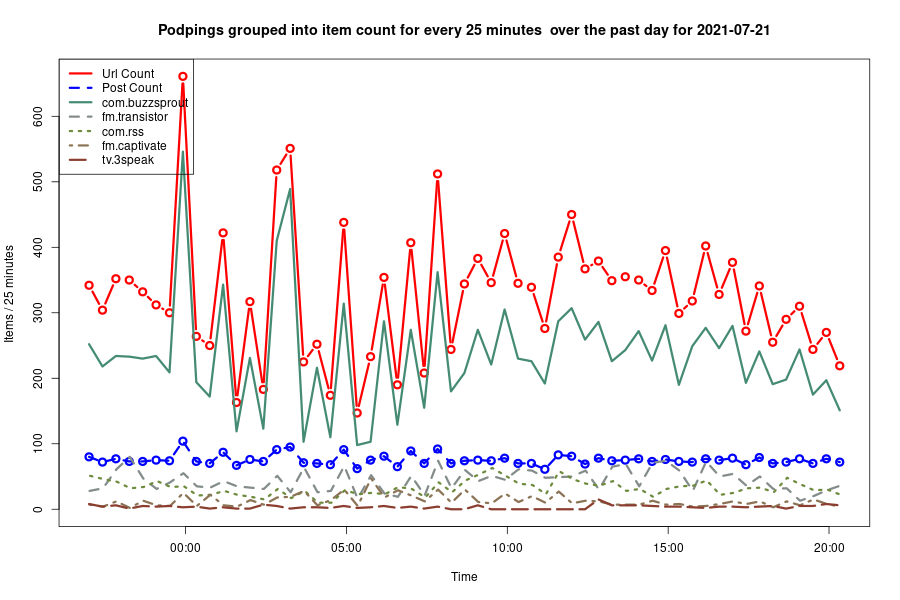 Podpings grouped into item count for every 25 minutes  over the past day for 2021-07-21
Url Count
Post Count
com.buzzsprout
fm.transistor
com.rss
fm.captivate
tv.3speak
600
500
400
300
200
100
0
Items / 25 minutes
00:00 05:00 10:00 15:00 20:00
Time